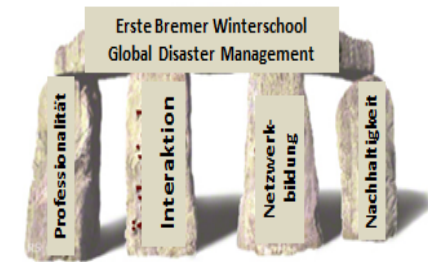 Erste Bremer Winterschool
Global Disaster Management
Professionalität
Interaktion
Netzwerk-
bildung
Nachhaltigkeit